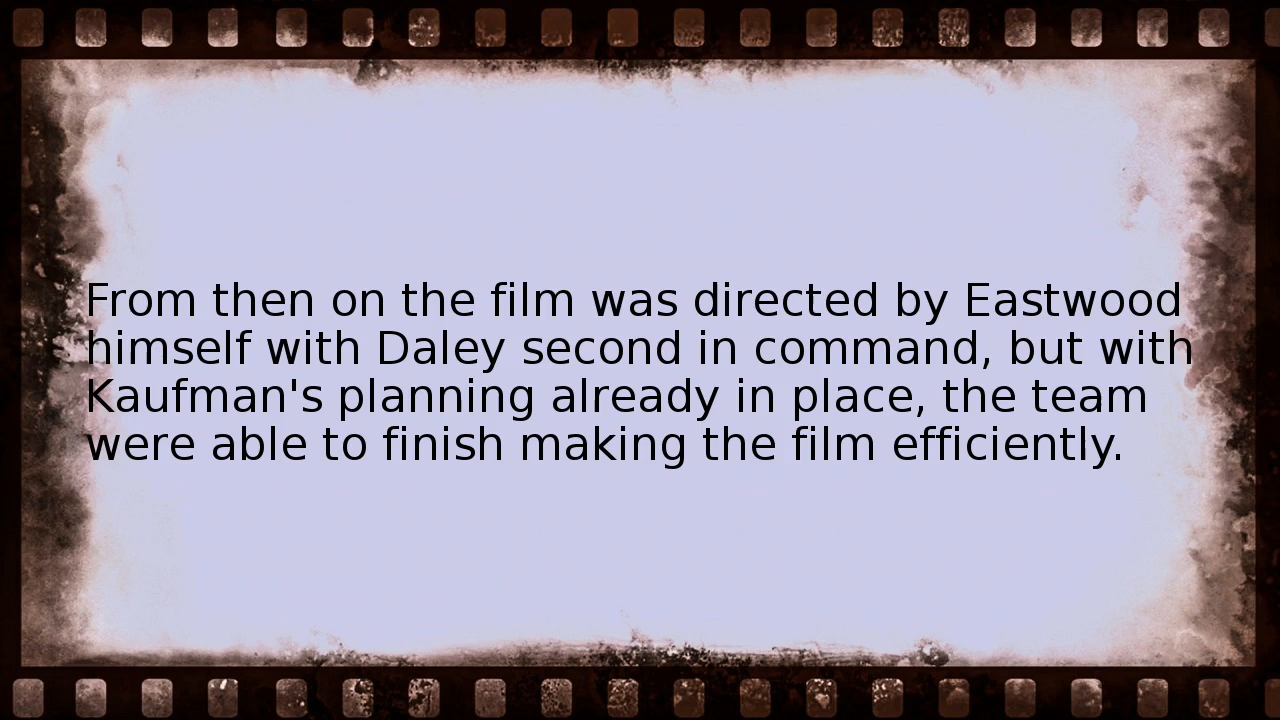 From then on the film was directed by Eastwood
himself with Daley second in command, but with
Kaufman's planning already in place, the team
were able to finish making the film efficiently.